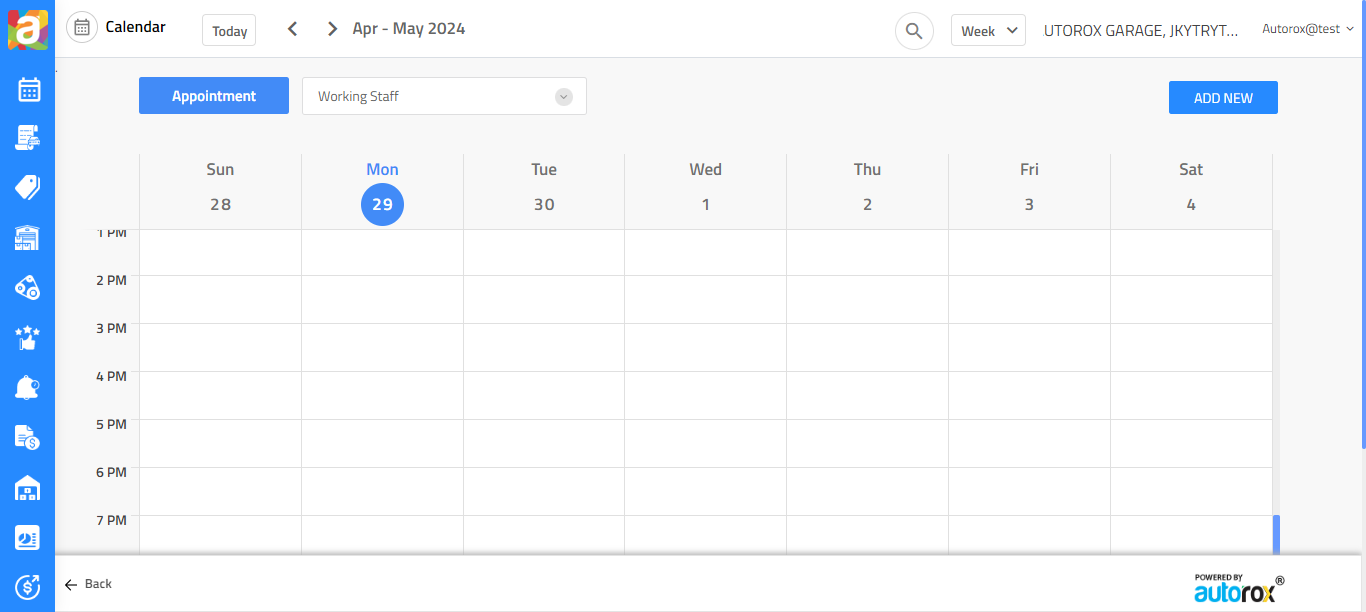 Calendar
Today
Apr - May 2024
Week
UTOROX GARAGE, JKYTRYT...
Autorox@test
Appointment
Working Staff
ADD NEW
Sun Mon Tue Wed Thu Fri Sat
28 29 30 1 2 3 4
1 PM
2 PM
3 PM
4 PM
5 PM
6 PM
7 PM
Back
POWERED BY
autorox®